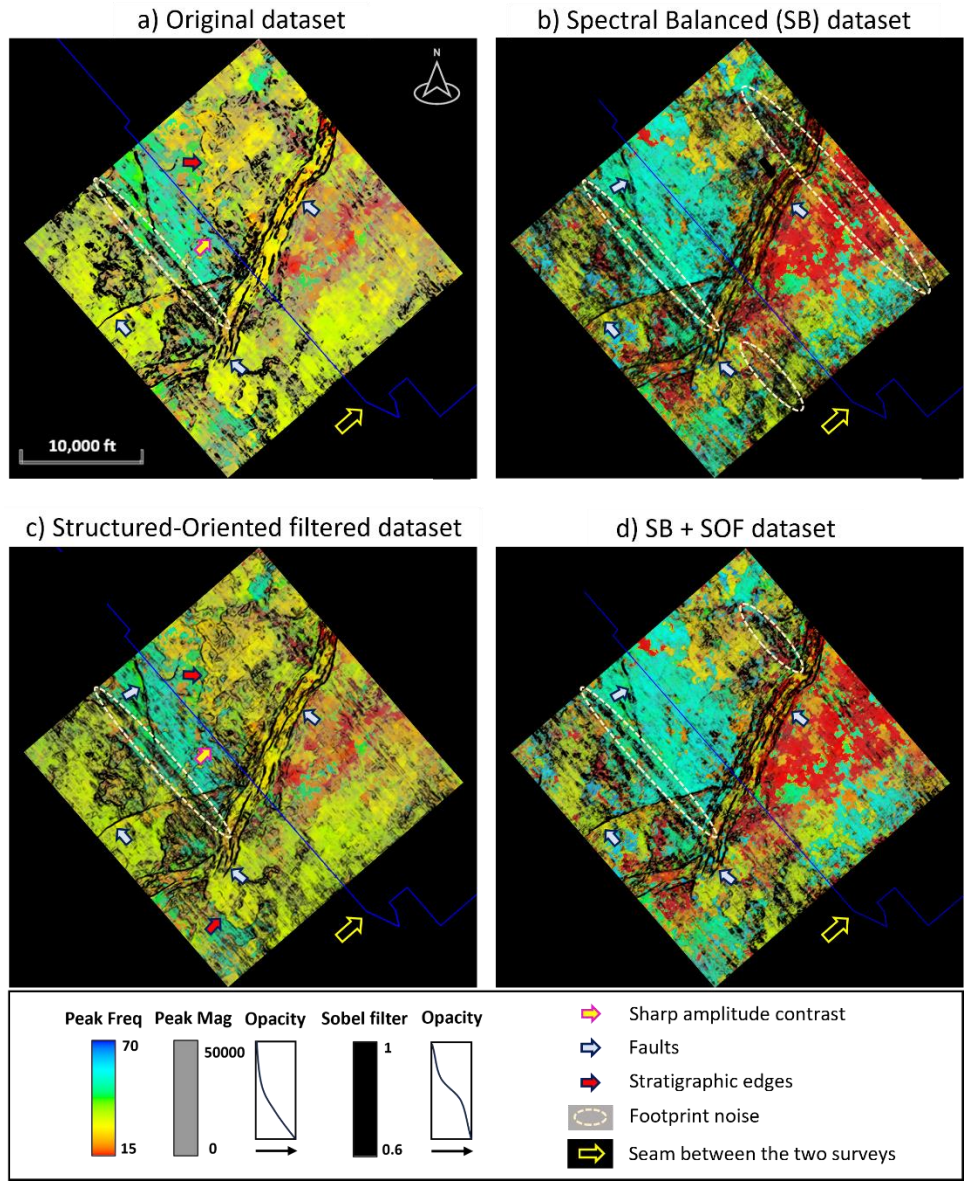 a) Original dataset
b) Spectral Balanced (SB) dataset
N
10,000 ft
c) Structured-Oriented filtered dataset
d) SB + SOF dataset
Peak Freq
Peak Mag
Opacity
Sobel filter
Opacity
70
15
50000
0
1
0.6
Sharp amplitude contrast
Faults
Stratigraphic edges
Footprint noise
Seam between the two surveys